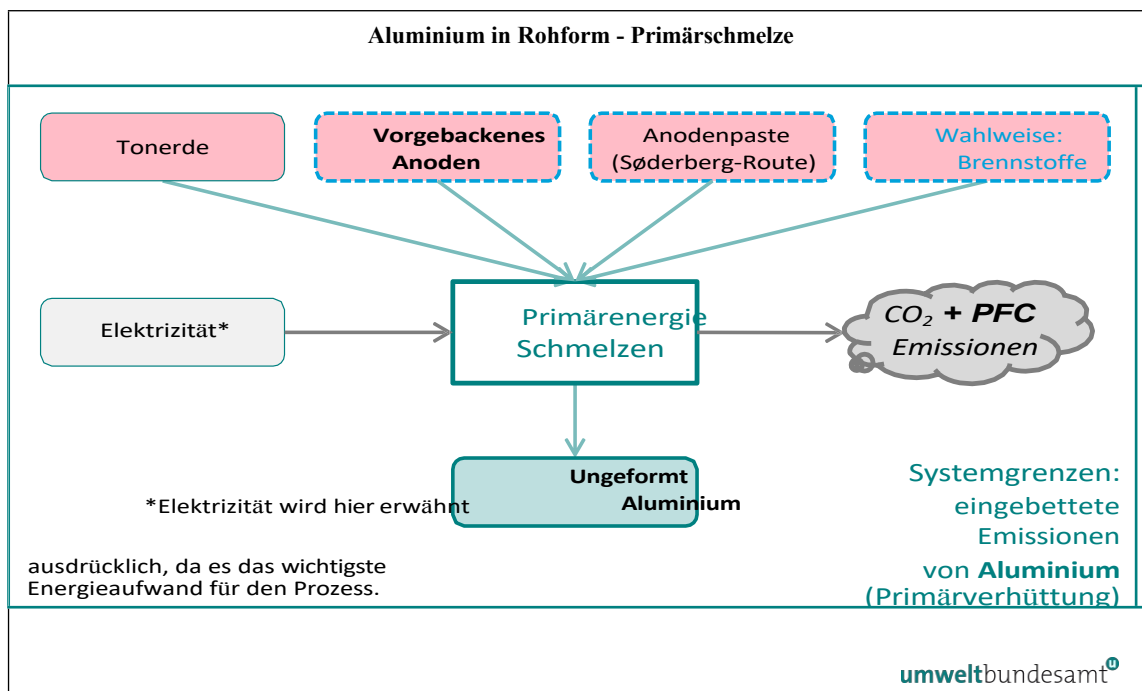 Aluminium in Rohform - Primärschmelze
Tonerde
Vorgebackenes
Anoden
Anodenpaste
(Søderberg-Route)
Wahlweise:
Brennstoffe
Elektrizität*
Primärenergie
Schmelzen
CO₂ + PFC
Emissionen
Ungeformt
Aluminium
*Elektrizität wird hier erwähnt
ausdrücklich, da es das wichtigste
Energieaufwand für den Prozess.
Systemgrenzen:
eingebettete
Emissionen
von Aluminium
(Primärverhüttung)
umweltbundesamt u